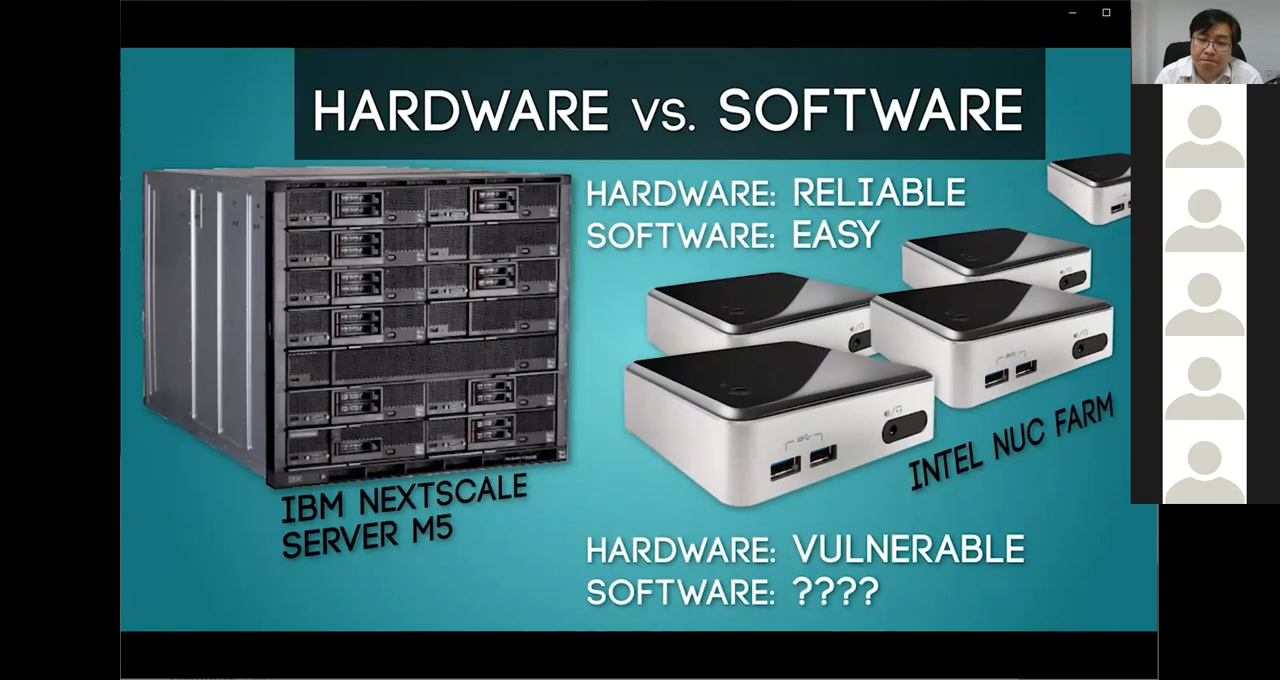 HARDWARE VS. SOFTWARE
HARDWARE: RELIABLE
SOFTWARE: EASY
IBM NEXTSCALE
SERVER M5
INTEL NUC FARM
HARDWARE: VULNERABLE
SOFTWARE: ????